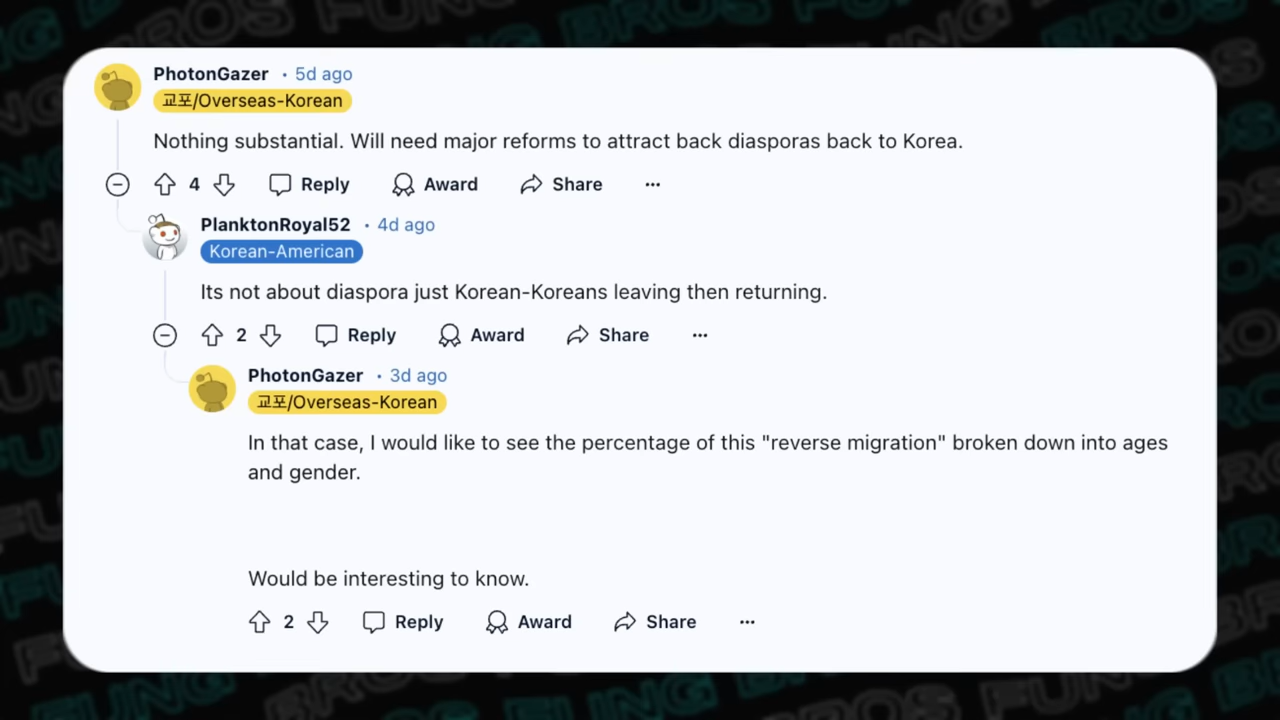 PhotonGazer • 5d ago
교포/Overseas-Korean
Nothing substantial. Will need major reforms to attract back diasporas back to Korea.
4 Reply Award Share ...
PlanktonRoyal52 • 4d ago
Korean-American
Its not about diaspora just Korean-Koreans leaving then returning.
2 Reply Award Share ...
PhotonGazer • 3d ago
교포/Overseas-Korean
In that case, I would like to see the percentage of this "reverse migration" broken down into ages
and gender.
Would be interesting to know.
2 Reply Award Share ...